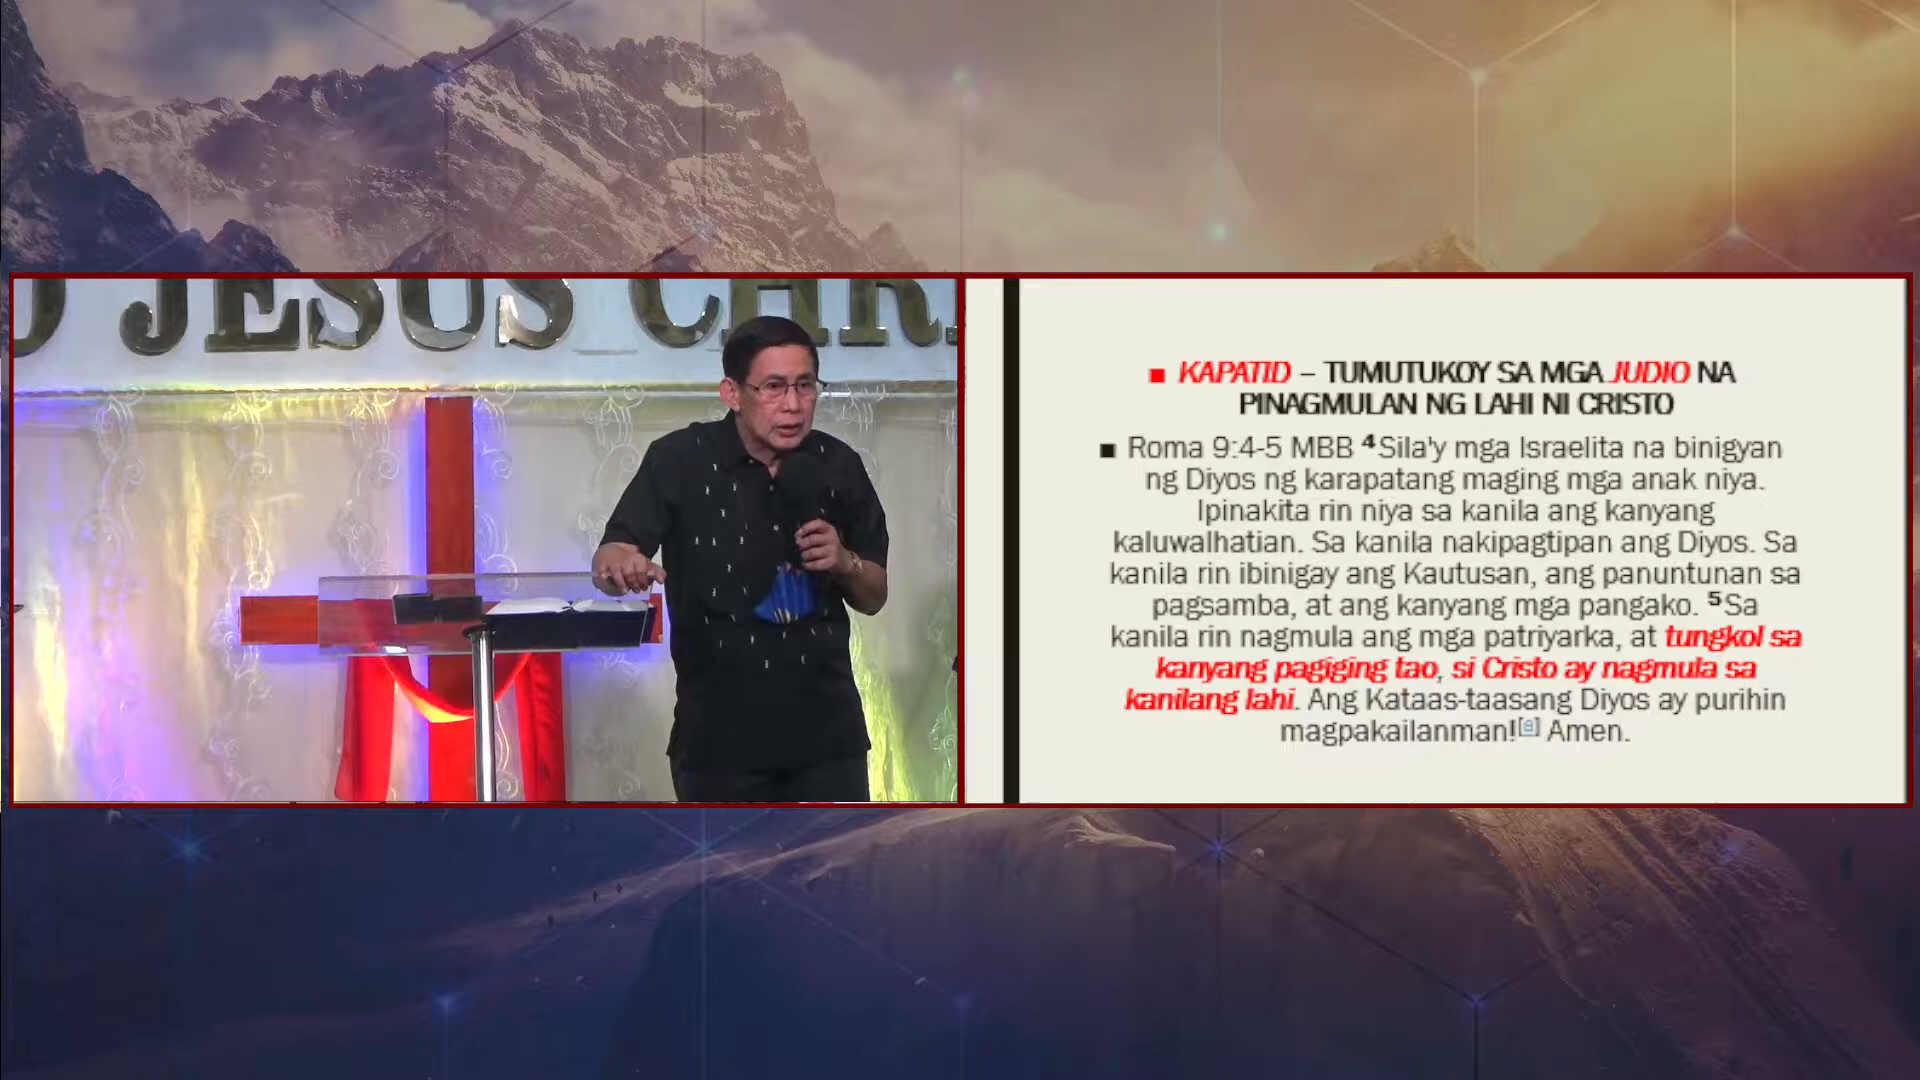 JESUS CHR
■ KAPATID – TUMUTUKOY SA MGA JUDIO NA
PINAGMULAN NG LAHI NI CRISTO
■ Roma 9:4-5 MBB ⁴Sila'y mga Israelita na binigyan
ng Diyos ng karapatang maging mga anak niya.
Ipinakita rin niya sa kanila ang kanyang
kaluwalhatian. Sa kanila nakipagtipan ang Diyos. Sa
kanila rin ibinigay ang Kautusan, ang panuntunan sa
pagsamba, at ang kanyang mga pangako. ⁵Sa
kanila rin nagmula ang mga patriyarka, at tungkol sa
kanyang pagiging tao, si Cristo ay nagmula sa
kanilang lahi. Ang Kataas-taasang Diyos ay purihin
magpakailanman![a] Amen.